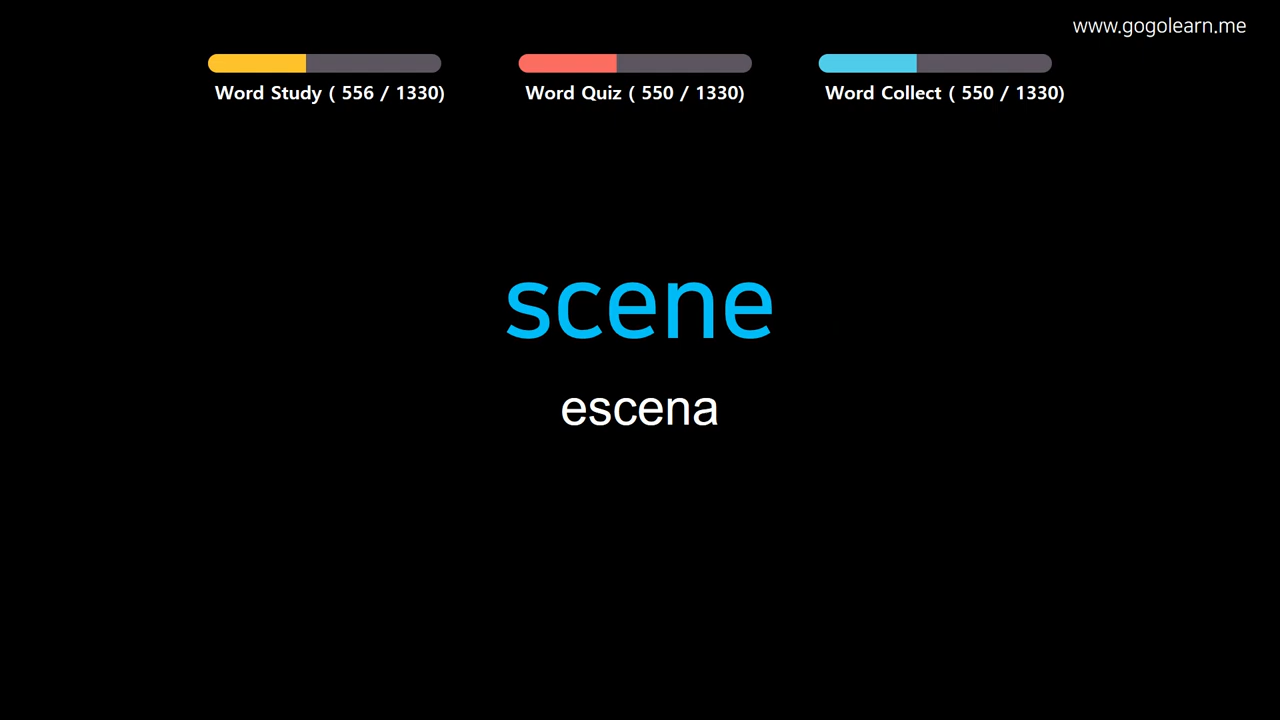 www.gogolearn.me
Word Study ( 556 / 1330)
Word Quiz ( 550 / 1330)
Word Collect ( 550 / 1330)
scene
escena